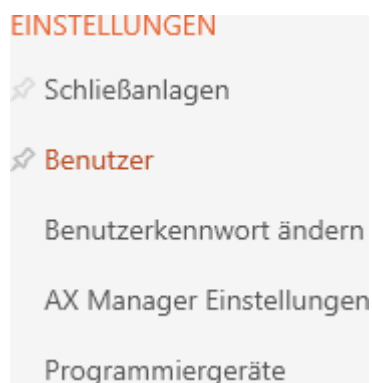 EINSTELLUNGEN
Schließanlagen
Benutzer
Benutzerkennwort ändern
AX Manager Einstellungen
Programmiergeräte